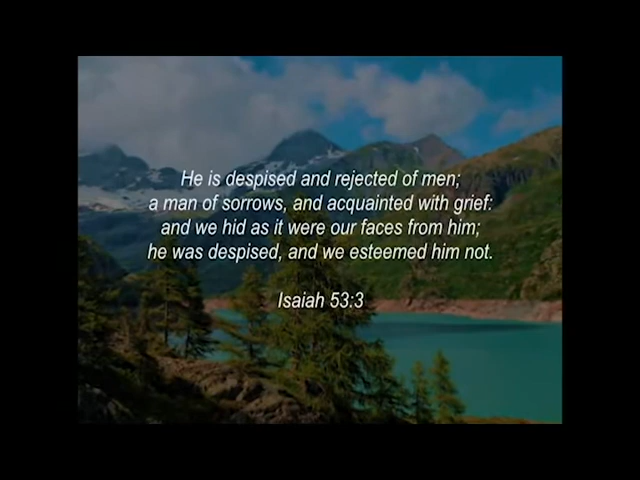 He is despised and rejected of men;
a man of sorrows, and acquainted with grief:
and we hid as it were our faces from him;
he was despised, and we esteemed him not.
Isaiah 53:3